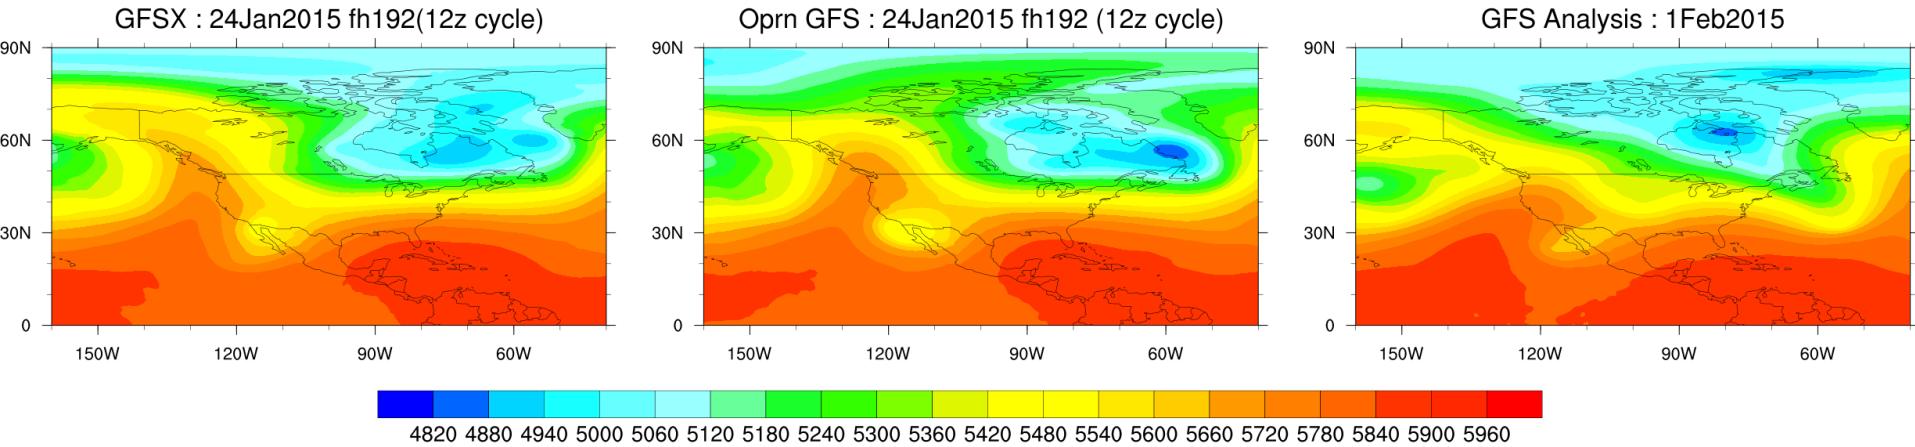 GFSX : 24Jan2015 fh192(12z cycle)
Oprn GFS : 24Jan2015 fh192 (12z cycle)
GFS Analysis : 1Feb2015
90N
60N
30N
0
150W 120W 90W 60W
90N
60N
30N
0
150W 120W 90W 60W
90N
60N
30N
0
150W 120W 90W 60W
4820 4880 4940 5000 5060 5120 5180 5240 5300 5360 5420 5480 5540 5600 5660 5720 5780 5840 5900 5960